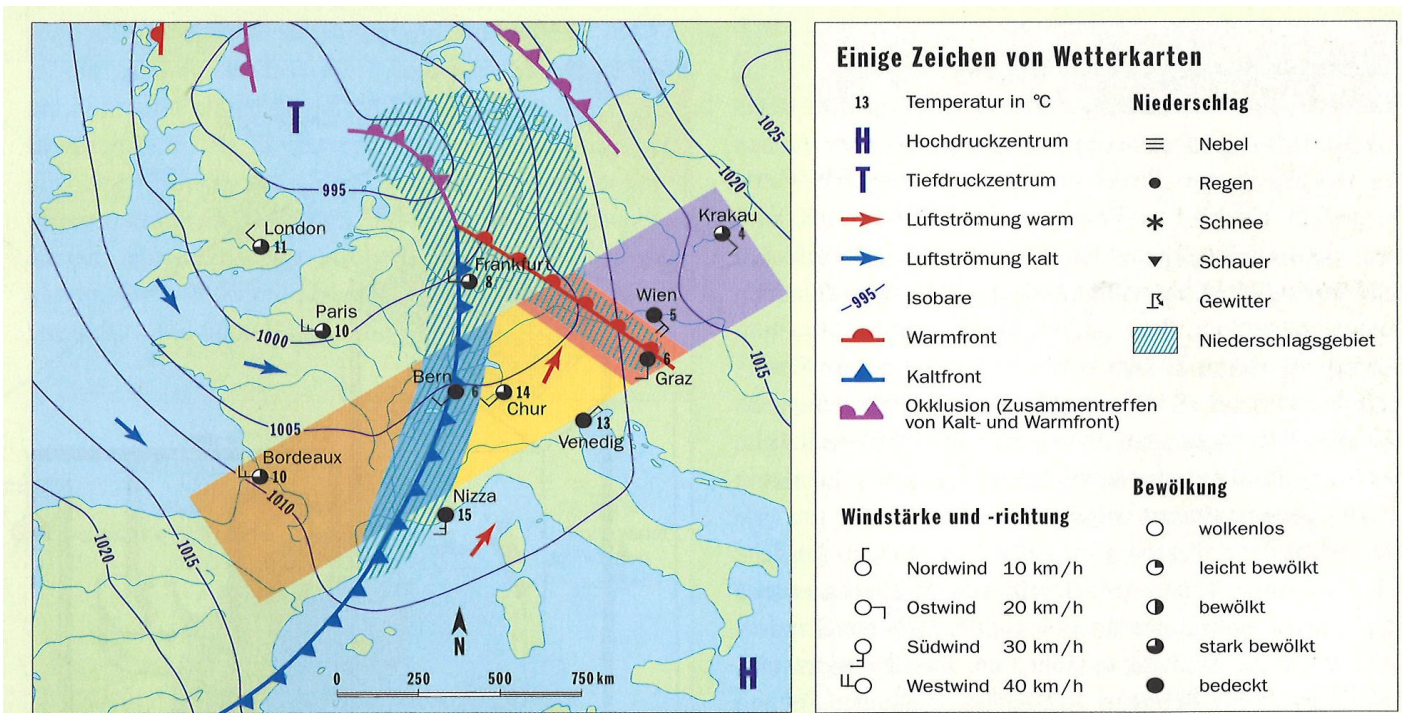 T
995
London
11
Frankfurt
8
Paris
10
1000
Bern
6
14
Chur
1005
Bordeaux
10
1010
Nizza
15
1020
1015
N
0 250 500 750 km
H
1025
1020
Krakau
4
Wien
5
6
Graz
1015
13
Venedig
Einige Zeichen von Wetterkarten
13 Temperatur in °C
H Hochdruckzentrum
T Tiefdruckzentrum
Luftströmung warm
Luftströmung kalt
995 Isobare
Warmfront
Kaltfront
Okklusion (Zusammentreffen
von Kalt- und Warmfront)
Niederschlag
Nebel
Regen
Schnee
Schauer
Gewitter
Niederschlagsgebiet
Windstärke und -richtung
Nordwind 10 km/h
Ostwind 20 km/h
Südwind 30 km/h
Westwind 40 km/h
Bewölkung
wolkenlos
leicht bewölkt
bewölkt
stark bewölkt
bedeckt